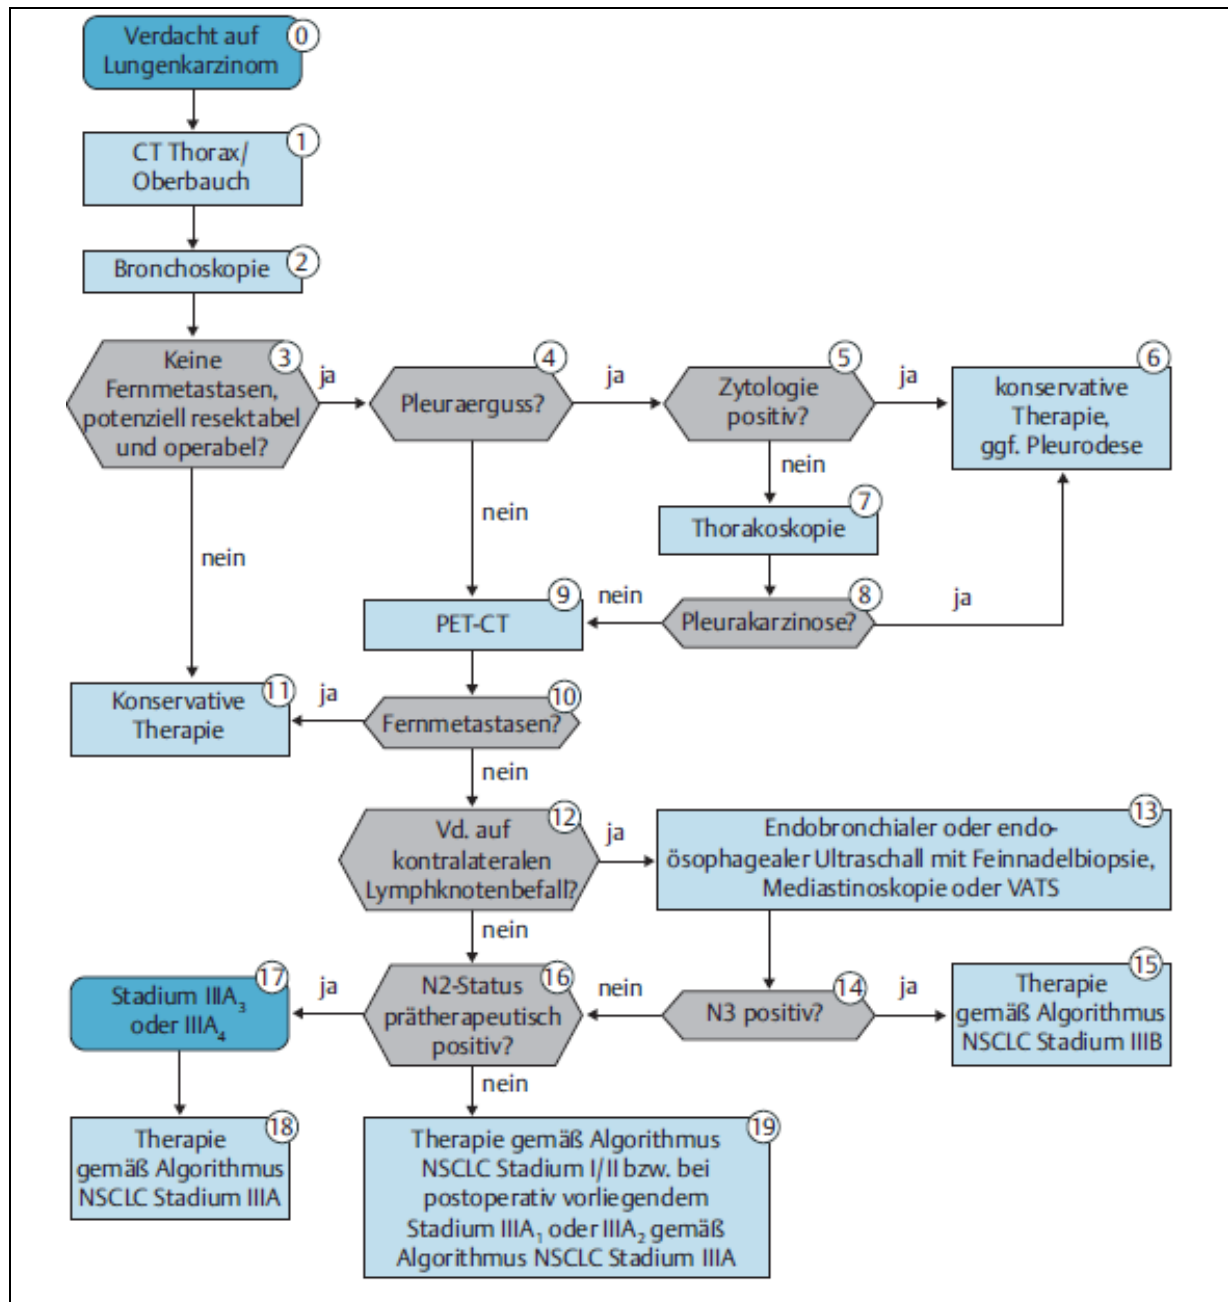 Verdacht auf
Lungenkarzinom
0
CT Thorax/
Oberbauch
1
Bronchoskopie
2
Keine
Fernmetastasen,
potenziell resektabel
und operabel?
3
ja
Pleuraerguss?
4
ja
Zytologie
positiv?
5
ja
konservative
Therapie,
ggf. Pleurodese
6
nein
nein
nein
Thorakoskopie
7
PET-CT
9
nein
Pleurakarzinose?
8
ja
Konservative
Therapie
11
ja
Fernmetastasen?
10
nein
Vd. auf
kontralateralen
Lymphknotenbefall?
12
ja
Endobronchialer oder endo-
ösophagealer Ultraschall mit Feinnadelbiopsie,
Mediastinoskopie oder VATS
13
nein
Stadium IIIA₃
oder IIIA₄
17
ja
N2-Status
prätherapeutisch
positiv?
16
nein
N3 positiv?
14
ja
Therapie
gemäß Algorithmus
NSCLC Stadium IIIB
15
nein
Therapie
gemäß Algorithmus
NSCLC Stadium IIIA
18
Therapie gemäß Algorithmus
NSCLC Stadium I/II bzw. bei
postoperativ vorliegendem
Stadium IIIA₁ oder IIIA₂ gemäß
Algorithmus NSCLC Stadium IIIA
19